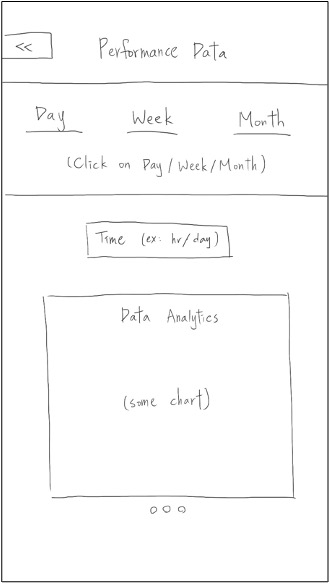 << Performance Data
Day Week Month
(Click on Day/Week/Month)
Time (ex: hr/day)
Data Analytics
(some chart)